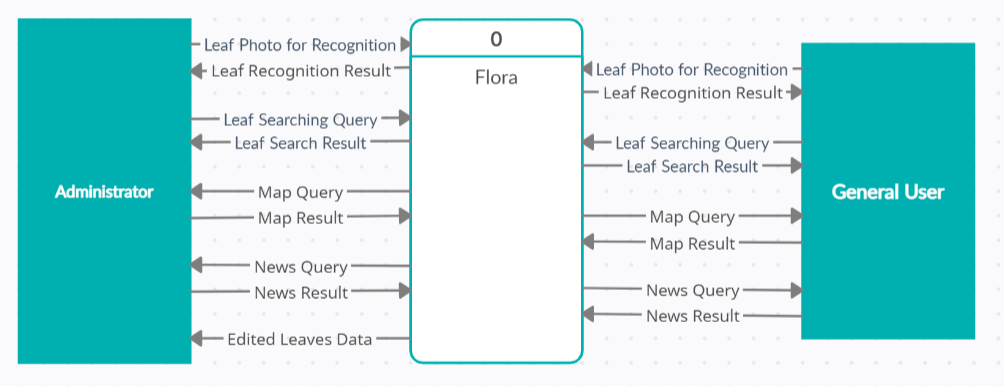 Administrator
Leaf Photo for Recognition
Leaf Recognition Result
Leaf Searching Query
Leaf Search Result
Map Query
Map Result
News Query
News Result
Edited Leaves Data
0
Flora
Leaf Photo for Recognition
Leaf Recognition Result
Leaf Searching Query
Leaf Search Result
Map Query
Map Result
News Query
News Result
General User